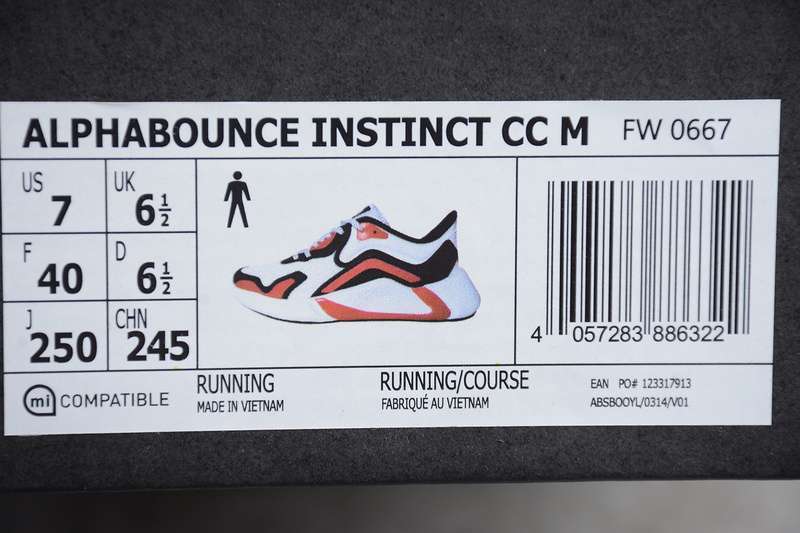 ALPHABOUNCE INSTINCT CC M FW 0667
US 7 UK 6½
F 40 D 6½
J 250 CHN 245
4 057283 886322
mi COMPATIBLE
RUNNING
MADE IN VIETNAM
RUNNING/COURSE
FABRIQUÉ AU VIETNAM
EAN PO# 123317913
ABSBOOYL/0314/V01